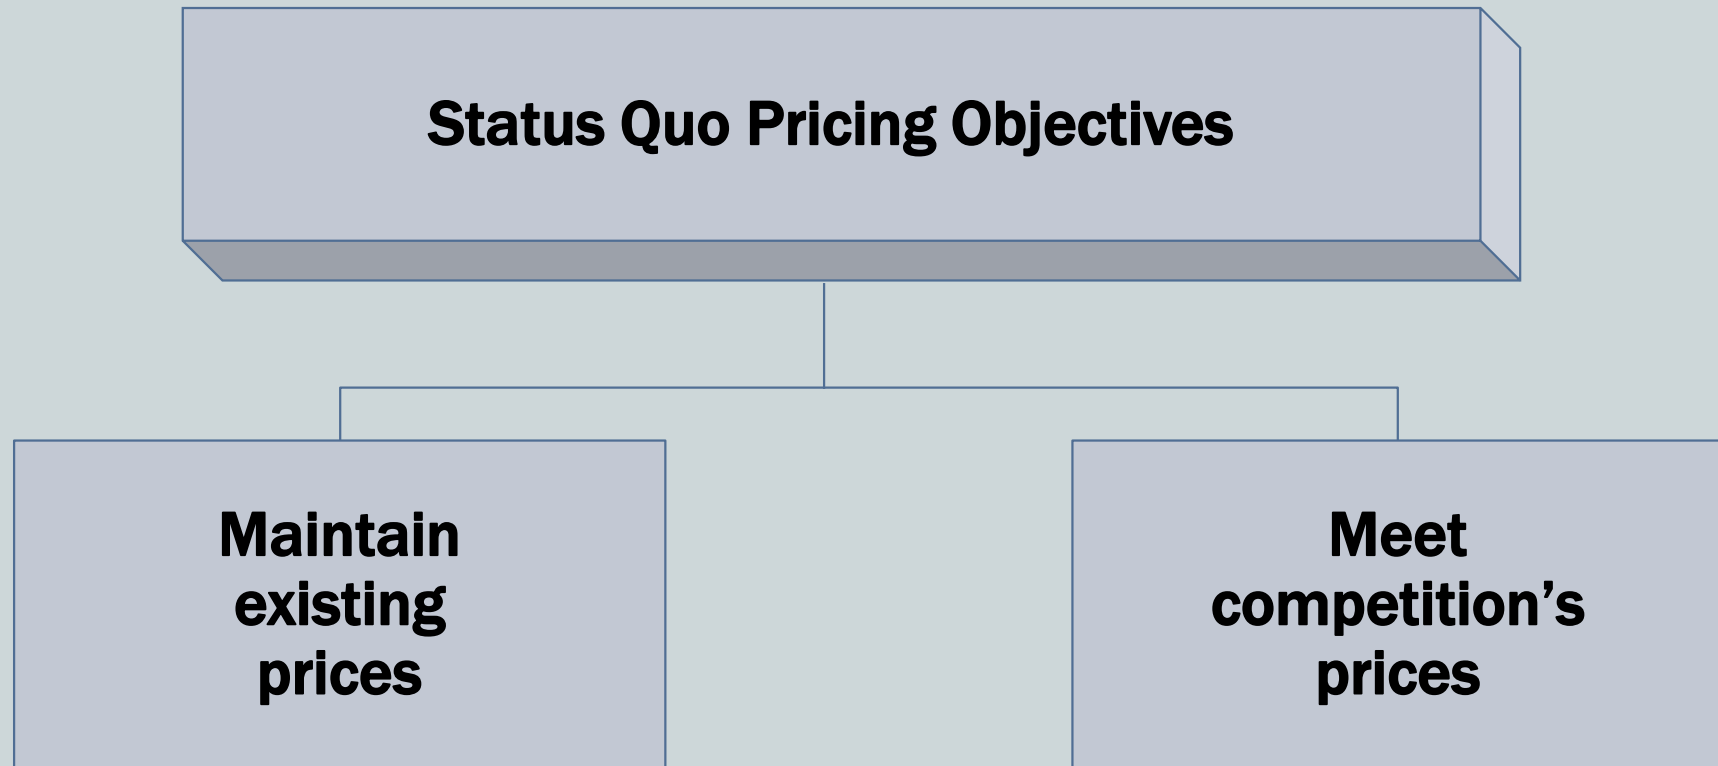 Status Quo Pricing Objectives
Maintain
existing
prices
Meet
competition’s
prices